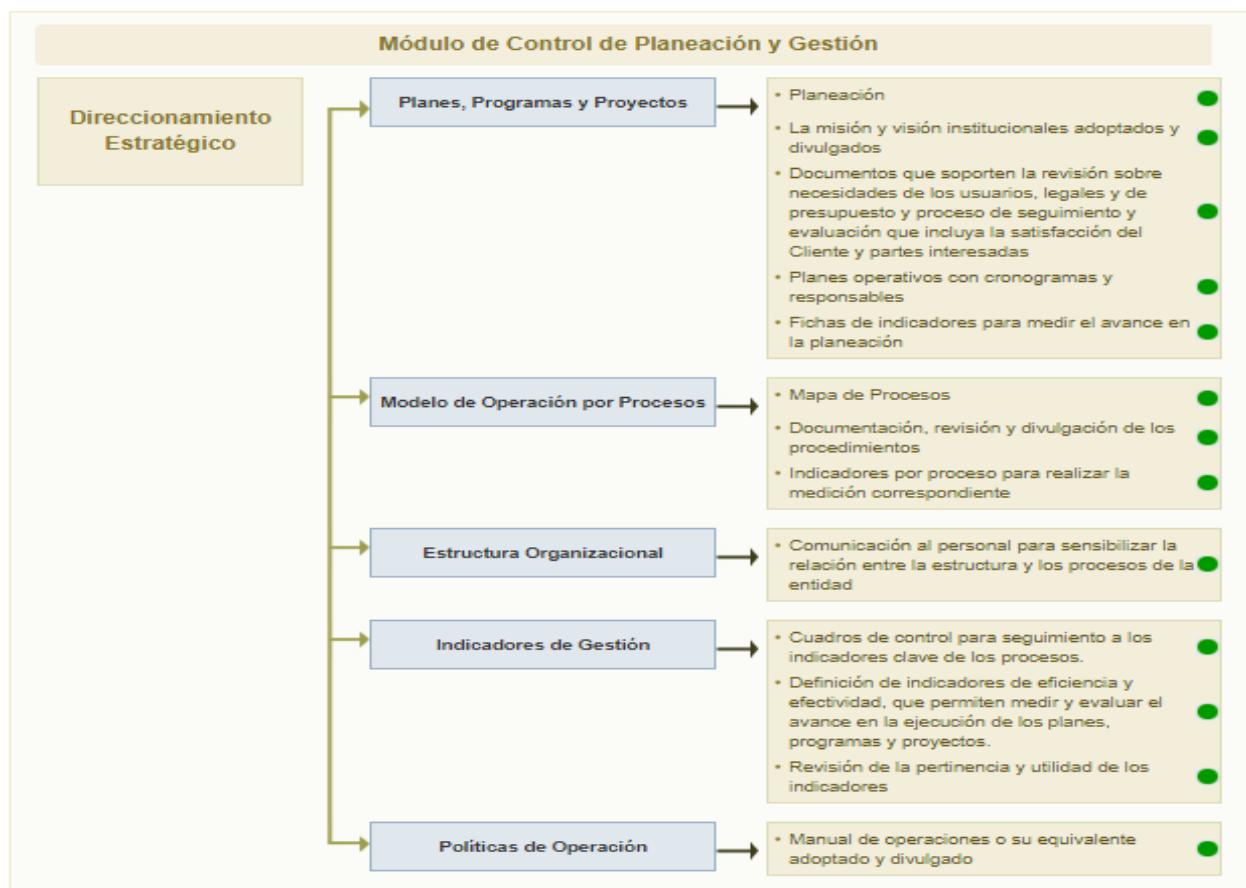 Módulo de Control de Planeación y Gestión
Direccionamiento
Estratégico
Planes, Programas y Proyectos
• Planeación
• La misión y visión institucionales adoptados y
divulgados
• Documentos que soporten la revisión sobre
necesidades de los usuarios, legales y de
presupuesto y proceso de seguimiento y
evaluación que incluya la satisfacción del
Cliente y partes interesadas
• Planes operativos con cronogramas y
responsables
• Fichas de indicadores para medir el avance en
la planeación
Modelo de Operación por Procesos
• Mapa de Procesos
• Documentación, revisión y divulgación de los
procedimientos
• Indicadores por proceso para realizar la
medición correspondiente
Estructura Organizacional
• Comunicación al personal para sensibilizar la
relación entre la estructura y los procesos de la
entidad
Indicadores de Gestión
• Cuadros de control para seguimiento a los
indicadores clave de los procesos.
• Definición de indicadores de eficiencia y
efectividad, que permiten medir y evaluar el
avance en la ejecución de los planes,
programas y proyectos.
• Revisión de la pertinencia y utilidad de los
indicadores
Políticas de Operación
• Manual de operaciones o su equivalente
adoptado y divulgado